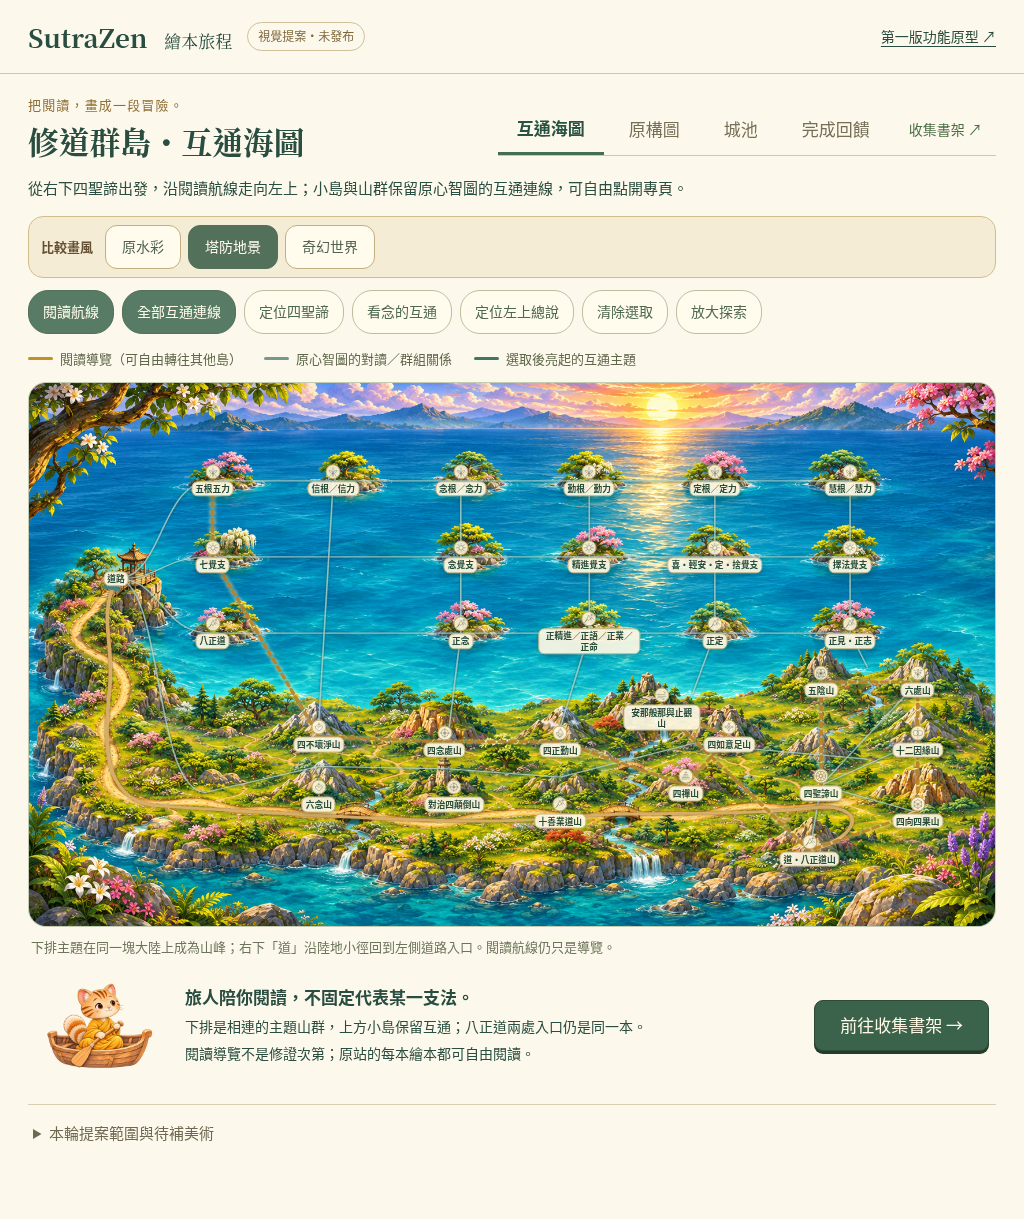 SutraZen 繪本旅程 視覺提案・未發布 第一版功能原型 ↗
把閱讀，畫成一段冒險。
修道群島・互通海圖
互通海圖 原構圖 城池 完成回饋 收集書架 ↗
從右下四聖諦出發，沿閱讀航線走向左上；小島與山群保留原心智圖的互通連線，可自由點開專頁。
比較畫風 原水彩 塔防地景 奇幻世界
閱讀航線 全部互通連線 定位四聖諦 看念的互通 定位左上總說 清除選取 放大探索
閱讀導覽（可自由轉往其他島） 原心智圖的對讀／群組關係 選取後亮起的互通主題
五根五力 信根／信力 念根／念力 勤根／勤力 定根／定力 慧根／慧力
七覺支 念覺支 精進覺支 喜・輕安・定・捨覺支 擇法覺支
道路
八正道 正念 正精進／正語／正業／
正命 正定 正見・正志
五陰山 六處山
安那般那與止觀
山
四不壞淨山 四念處山 四正勤山 四如意足山 十二因緣山
六念山 對治四顛倒山 四禪山 四聖諦山
十善業道山 四向四果山
道・八正道山
下排主題在同一塊大陸上成為山峰；右下「道」沿陸地小徑回到左側道路入口。閱讀航線仍只是導覽。
旅人陪你閱讀，不固定代表某一支法。
下排是相連的主題山群，上方小島保留互通；八正道兩處入口仍是同一本。
閱讀導覽不是修證次第；原站的每本繪本都可自由閱讀。
前往收集書架 →
▶ 本輪提案範圍與待補美術